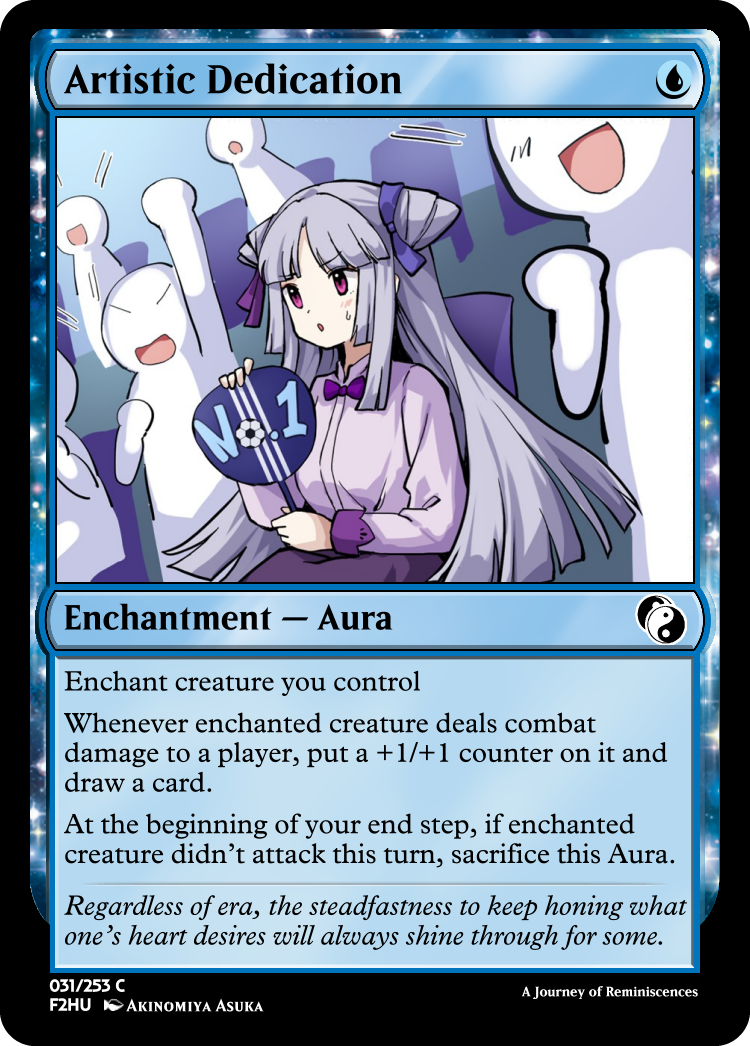 Artistic Dedication
No.1
Enchantment — Aura
Enchant creature you control
Whenever enchanted creature deals combat
damage to a player, put a +1/+1 counter on it and
draw a card.
At the beginning of your end step, if enchanted
creature didn't attack this turn, sacrifice this Aura.
Regardless of era, the steadfastness to keep honing what
one's heart desires will always shine through for some.
031/253 C
F2HU Akinomiya Asuka
A Journey of Reminiscences